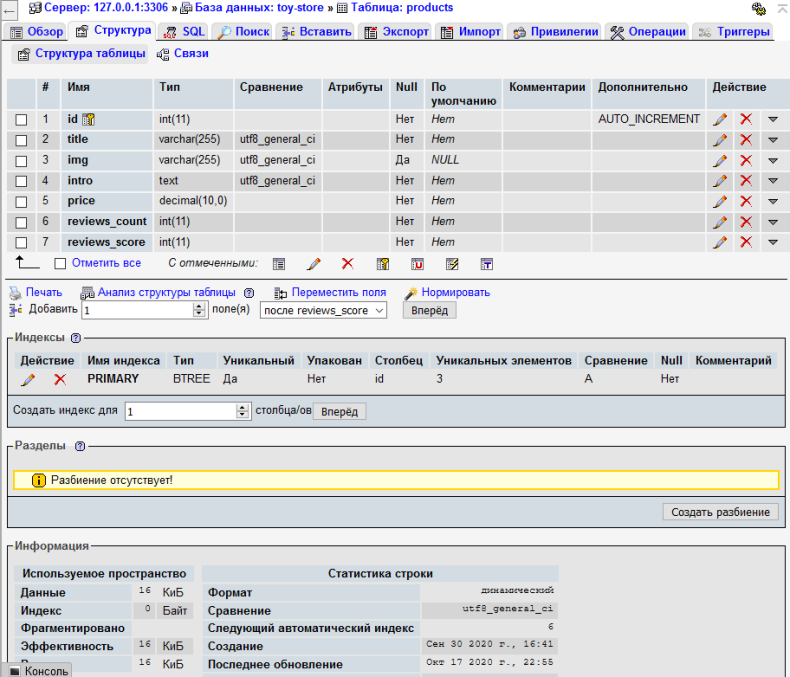 Сервер: 127.0.0.1:3306 » База данных: toy-store » Таблица: products
Обзор Структура SQL Поиск Вставить Экспорт Импорт Привилегии Операции Триггеры
Структура таблицы Связи
# Имя Тип Сравнение Атрибуты Null По умолчанию Комментарии Дополнительно Действие
1 id int(11) Нет Нет AUTO_INCREMENT
2 title varchar(255) utf8_general_ci Нет Нет
3 img varchar(255) utf8_general_ci Да NULL
4 intro text utf8_general_ci Нет Нет
5 price decimal(10,0) Нет Нет
6 reviews_count int(11) Нет Нет
7 reviews_score int(11) Нет Нет
Отметить все С отмеченными:
Печать Анализ структуры таблицы Переместить поля Нормировать
Добавить 1 поле(я) после reviews_score Вперёд
Индексы
Действие Имя индекса Тип Уникальный Упакован Столбец Уникальных элементов Сравнение Null Комментарий
PRIMARY BTREE Да Нет id 3 A Нет
Создать индекс для 1 столбца/ов Вперёд
Разделы
Разбиение отсутствует!
Создать разбиение
Информация
Используемое пространство Статистика строки
Данные 16 КиБ Формат динамический
Индекс 0 Байт Сравнение utf8_general_ci
Фрагментировано Следующий автоматический индекс 6
Эффективность 16 КиБ Создание Сен 30 2020 г., 16:41
16 КиБ Последнее обновление Окт 17 2020 г., 22:55
Консоль